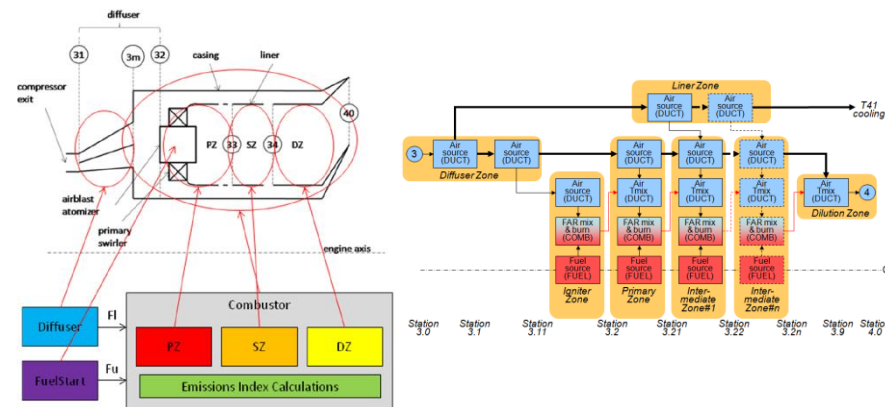 diffuser
31
3m
32
casing
liner
compressor
exit
40
PZ
33
SZ
34
DZ
airblast
atomizer
primary
swirler
engine axis
Diffuser
Fl
Combustor
PZ
SZ
DZ
FuelStart
Fu
Emissions Index Calculations
Liner Zone
Air
source
(DUCT)
Air
source
(DUCT)
T41
cooling
3
Air
source
(DUCT)
Air
source
(DUCT)
Diffuser Zone
Air
source
(DUCT)
Air
source
(DUCT)
Air
source
(DUCT)
Air
source
(DUCT)
Air
Tmix
(DUCT)
Air
Tmix
(DUCT)
Air
Tmix
(DUCT)
Air
Tmix
(DUCT)
4
Dilution Zone
FAR mix
& burn
(COMB)
FAR mix
& burn
(COMB)
FAR mix
& burn
(COMB)
FAR mix
& burn
(COMB)
Fuel
source
(FUEL)
Fuel
source
(FUEL)
Fuel
source
(FUEL)
Fuel
source
(FUEL)
Igniter
Zone
Primary
Zone
Inter-
mediate
Zone#1
Inter-
mediate
Zone#n
Station
3.0
Station
3.1
Station
3.11
Station
3.2
Station
3.21
Station
3.22
Station
3.2n
Station
3.9
Station
4.0